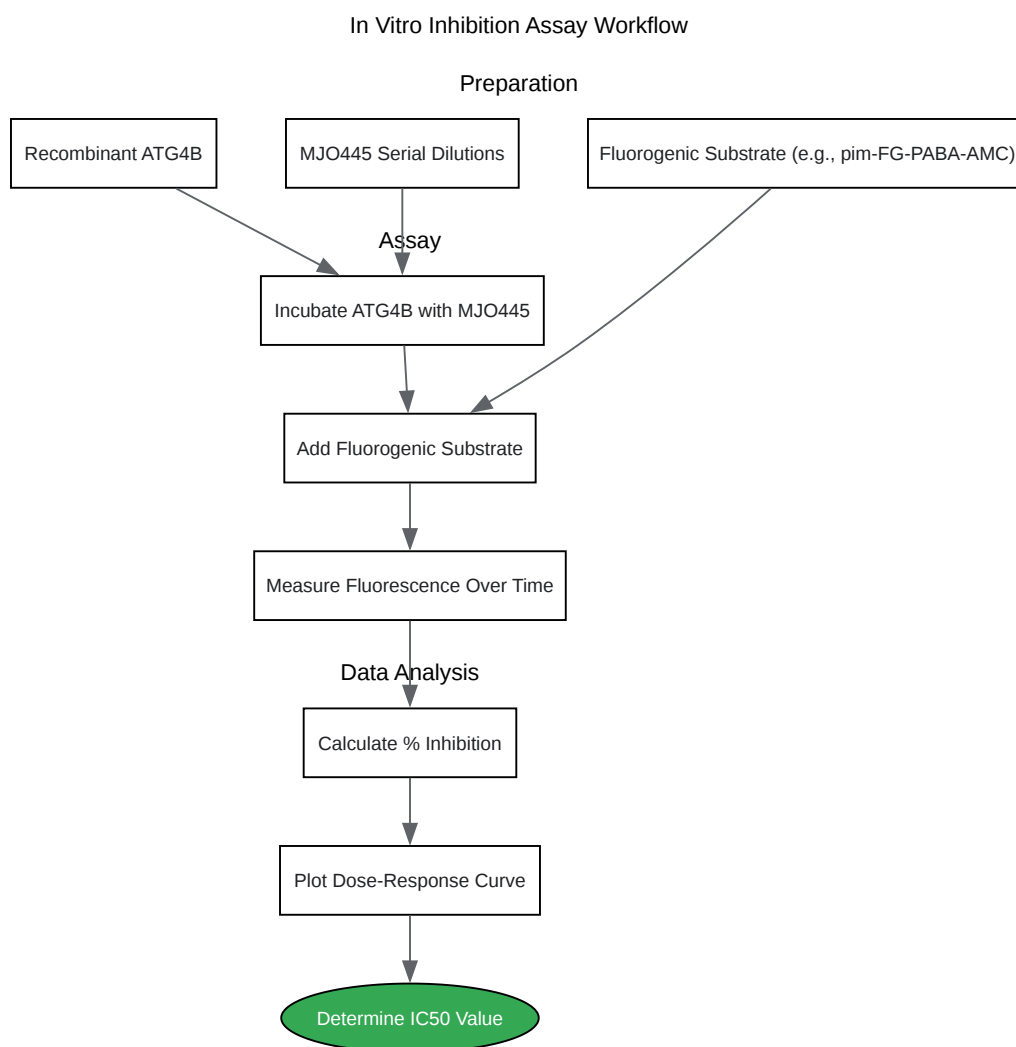 In Vitro Inhibition Assay Workflow
Preparation
Recombinant ATG4B
MJO445 Serial Dilutions
Fluorogenic Substrate (e.g., pim-FG-PABA-AMC)
Assay
Incubate ATG4B with MJO445
Add Fluorogenic Substrate
Measure Fluorescence Over Time
Data Analysis
Calculate % Inhibition
Plot Dose-Response Curve
Determine IC50 Value